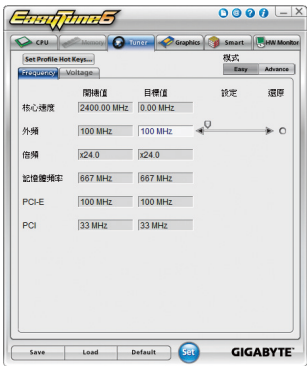 EasyTune6
CPU Memory Tuner Graphics Smart HW Monitor
Set Profile Hot Keys... 模式
Easy Advance
Frequency Voltage
開機值 目標值 設定 還原
核心速度 2400.00 MHz 0.00 MHz
外頻 100 MHz 100 MHz
倍頻 x24.0 x24.0
記憶體頻率 667 MHz 667 MHz
PCI-E 100 MHz 100 MHz
PCI 33 MHz 33 MHz
Save Load Default Set GIGABYTE